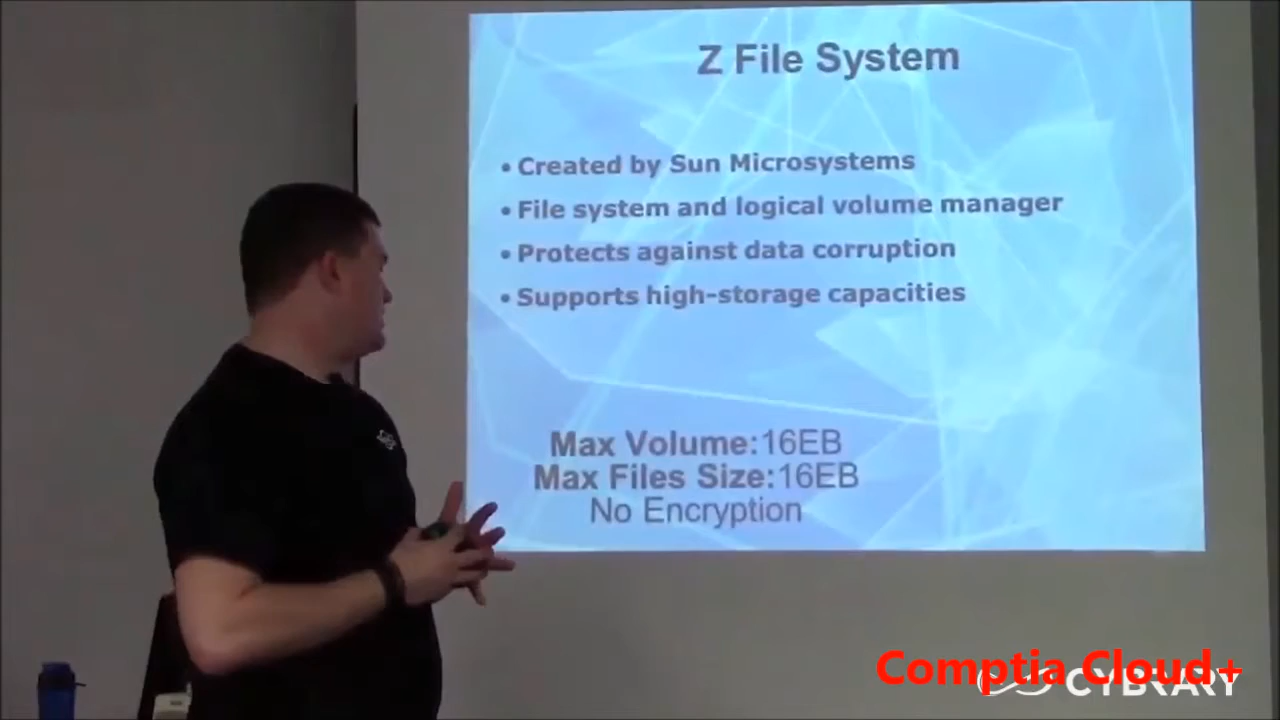 Z File System
• Created by Sun Microsystems
• File system and logical volume manager
• Protects against data corruption
• Supports high-storage capacities
Max Volume:16EB
Max Files Size:16EB
No Encryption
Comptia Cloud+
CYBRARY